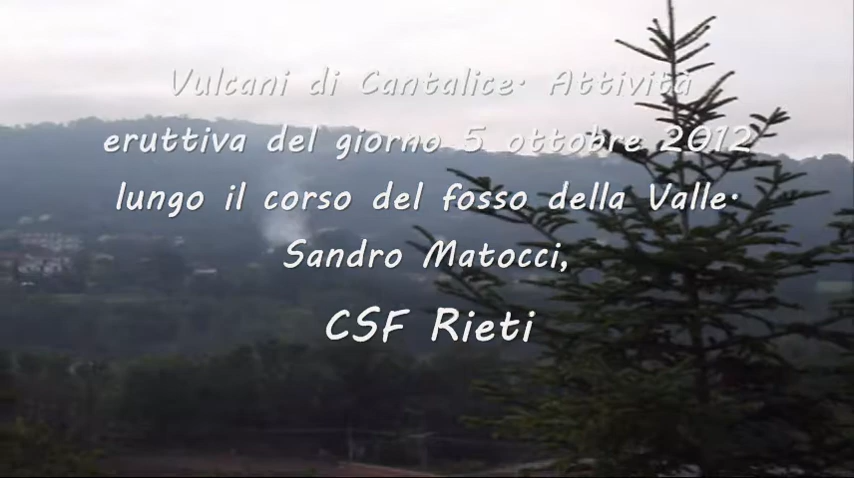 Vulcani di Cantalice. Attività
eruttiva del giorno 5 ottobre 2012
lungo il corso del fosso della Valle.
Sandro Matocci,
CSF Rieti